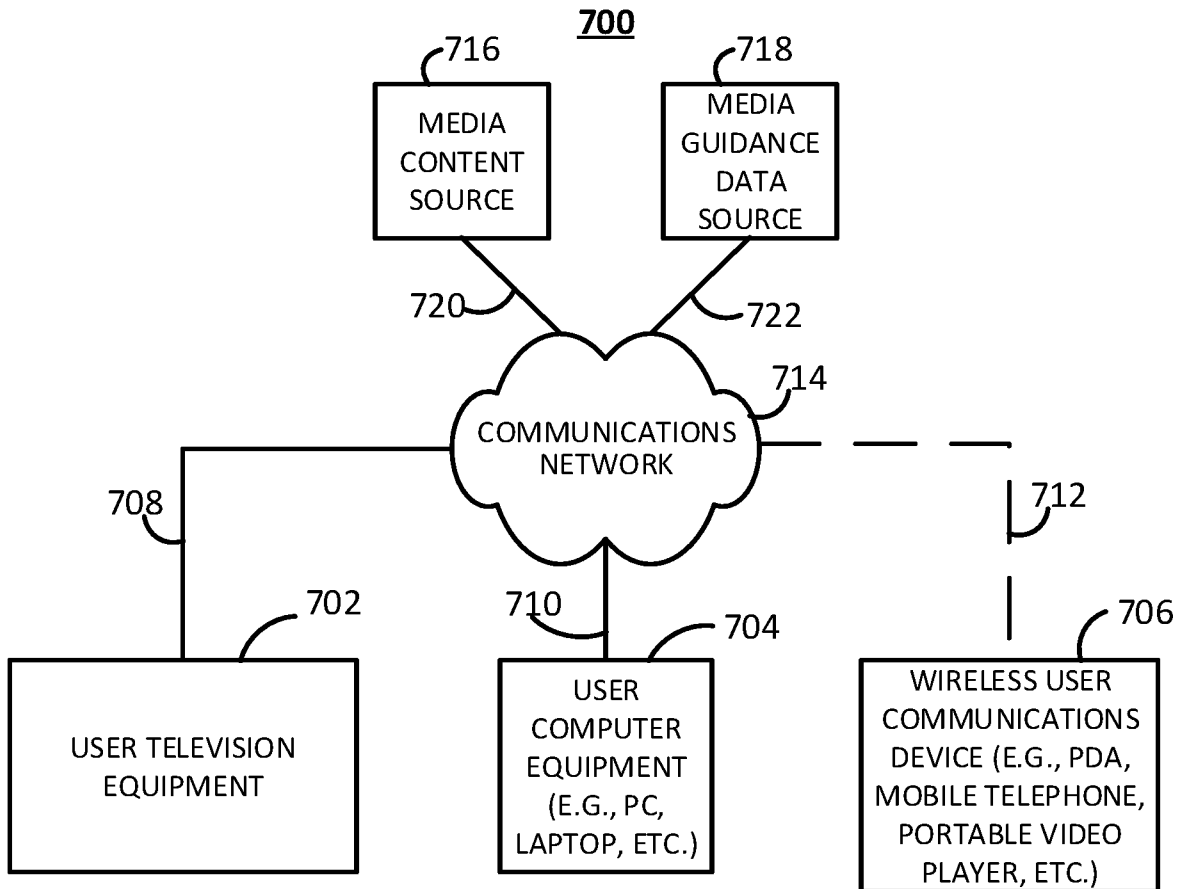 700
716
718
MEDIA
CONTENT
SOURCE
MEDIA
GUIDANCE
DATA
SOURCE
720
722
714
COMMUNICATIONS
NETWORK
708
712
702
710
704
706
USER TELEVISION
EQUIPMENT
USER
COMPUTER
EQUIPMENT
(E.G., PC,
LAPTOP, ETC.)
WIRELESS USER
COMMUNICATIONS
DEVICE (E.G., PDA,
MOBILE TELEPHONE,
PORTABLE VIDEO
PLAYER, ETC.)